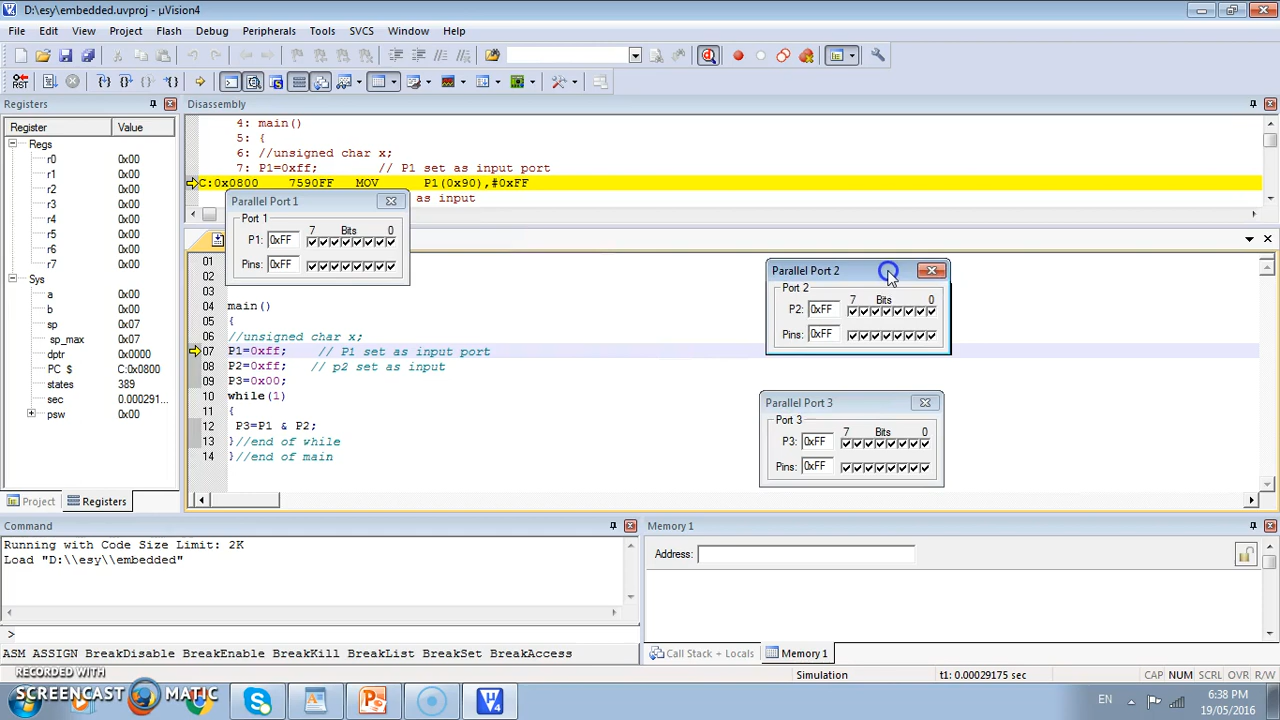 D:\esy\embedded.uvproj - µVision4
File Edit View Project Flash Debug Peripherals Tools SVCS Window Help
Registers
Register Value
Regs
r0 0x00
r1 0x00
r2 0x00
r3 0x00
r4 0x00
r5 0x00
r6 0x00
r7 0x00
Sys
a 0x00
b 0x00
sp 0x07
sp_max 0x07
dptr 0x0000
PC $ C:0x0800
states 389
sec 0.000291...
psw 0x00
Project Registers
Disassembly
4: main()
5: {
6: //unsigned char x;
7: P1=0xff; // P1 set as input port
C:0x0800 7590FF MOV P1(0x90),#0xFF
as input
Parallel Port 1
Port 1
7 Bits 0
P1: 0xFF
Pins: 0xFF
01
02
03
04 main()
05 {
06 //unsigned char x;
07 P1=0xff; // P1 set as input port
08 P2=0xff; // p2 set as input
09 P3=0x00;
10 while(1)
11 {
12 P3=P1 & P2;
13 }//end of while
14 }//end of main
Parallel Port 2
Port 2
7 Bits 0
P2: 0xFF
Pins: 0xFF
Parallel Port 3
Port 3
7 Bits 0
P3: 0xFF
Pins: 0xFF
Command
Running with Code Size Limit: 2K
Load "D:\\esy\\embedded"
>
ASM ASSIGN BreakDisable BreakEnable BreakKill BreakList BreakSet BreakAccess
Memory 1
Address:
Call Stack + Locals Memory 1
Simulation t1: 0.00029175 sec CAP NUM SCRL OVR R/W
RECORDED WITH
SCREENCAST MATIC
EN 6:38 PM
19/05/2016